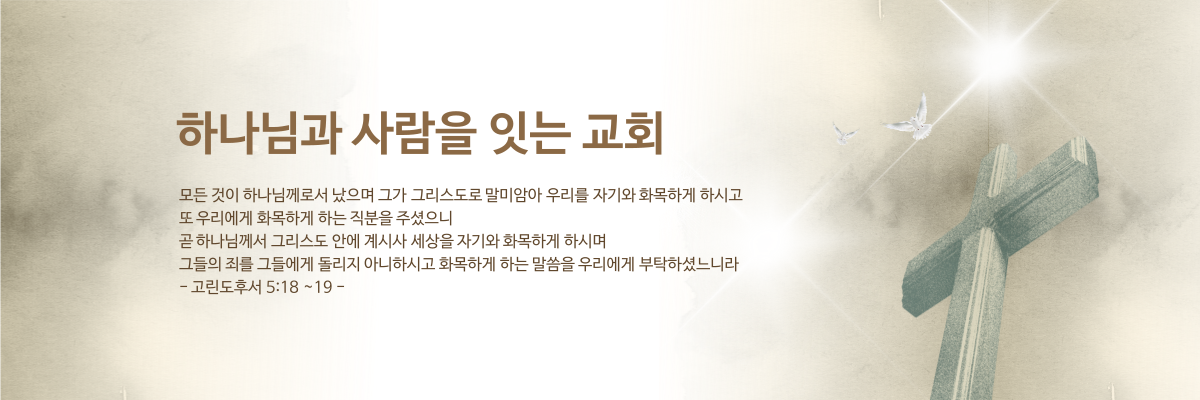 하나님과 사람을 잇는 교회
모든 것이 하나님께로서 났으며 그가 그리스도로 말미암아 우리를 자기와 화목하게 하시고
또 우리에게 화목하게 하는 직분을 주셨으니
곧 하나님께서 그리스도 안에 계시사 세상을 자기와 화목하게 하시며
그들의 죄를 그들에게 돌리지 아니하시고 화목하게 하는 말씀을 우리에게 부탁하셨느니라
- 고린도후서 5:18 ~19 -